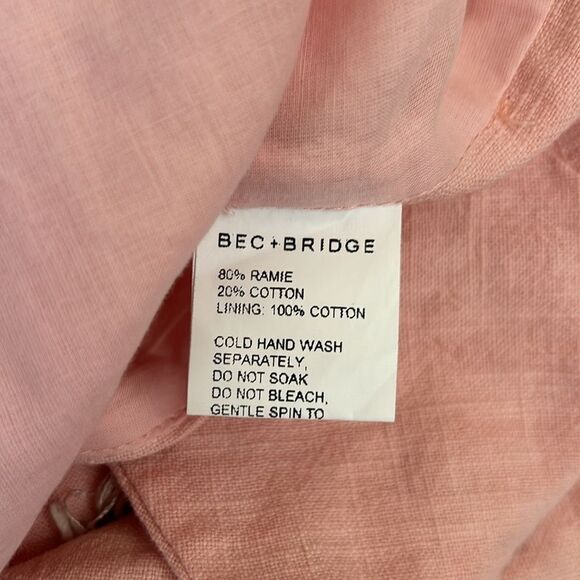 BEC+BRIDGE
80% RAMIE
20% COTTON
LINING: 100% COTTON
COLD HAND WASH
SEPARATELY,
DO NOT SOAK
DO NOT BLEACH,
GENTLE SPIN TO